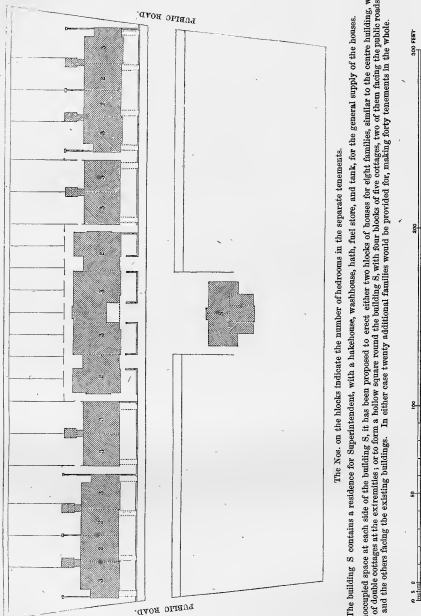 PUBLIC ROAD.
PUBLIC ROAD.
S
The Nos. on the blocks indicate the number of bedrooms in the separate tenements.
The building S contains a residence for Superintendent, with a bakehouse, washhouse, bath, fuel store, and tank, for the general supply of the houses.
occupied space at each side of the building S, it has been proposed to erect either two blocks of houses for eight families, similar to the centre building, w
of double cottages at the extremities; or to form a hollow square round the building S, with four blocks of five cottages, two of them facing the public roads
and the others facing the existing buildings. In either case twenty additional families would be provided for, making forty tenements in the whole.
50
100
200
300 FEET